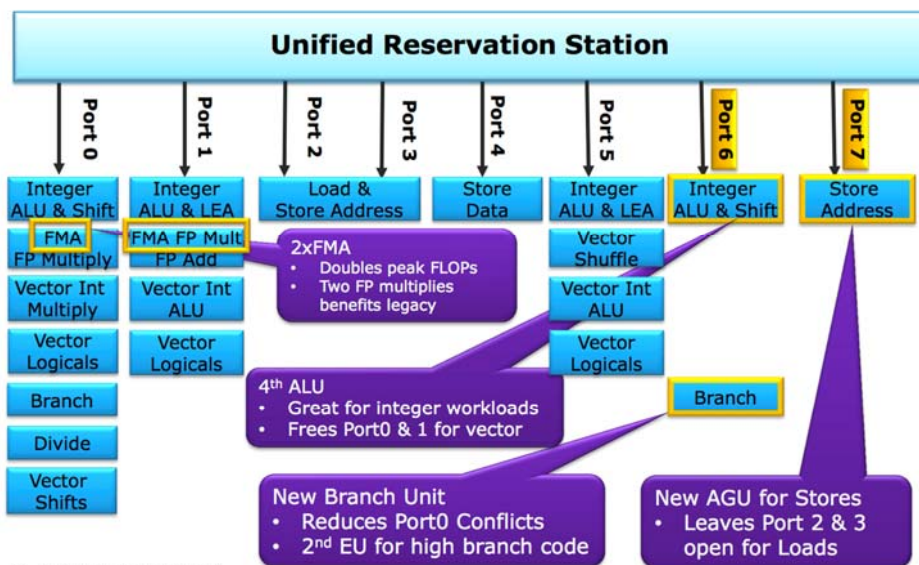 Unified Reservation Station
Port 0
Port 1
Port 2
Port 3
Port 4
Port 5
Port 6
Port 7
Integer
ALU & Shift
FMA
FP Multiply
Vector Int
Multiply
Vector
Logicals
Branch
Divide
Vector
Shifts
Integer
ALU & LEA
FMA FP Mult
FP Add
Vector Int
ALU
Vector
Logicals
Load &
Store Address
Store
Data
Integer
ALU & LEA
Vector
Shuffle
Vector Int
ALU
Vector
Logicals
Integer
ALU & Shift
Branch
Store
Address
2xFMA
• Doubles peak FLOPs
• Two FP multiplies
benefits legacy
4th ALU
• Great for integer workloads
• Frees Port0 & 1 for vector
New Branch Unit
• Reduces Port0 Conflicts
• 2nd EU for high branch code
New AGU for Stores
• Leaves Port 2 & 3
open for Loads